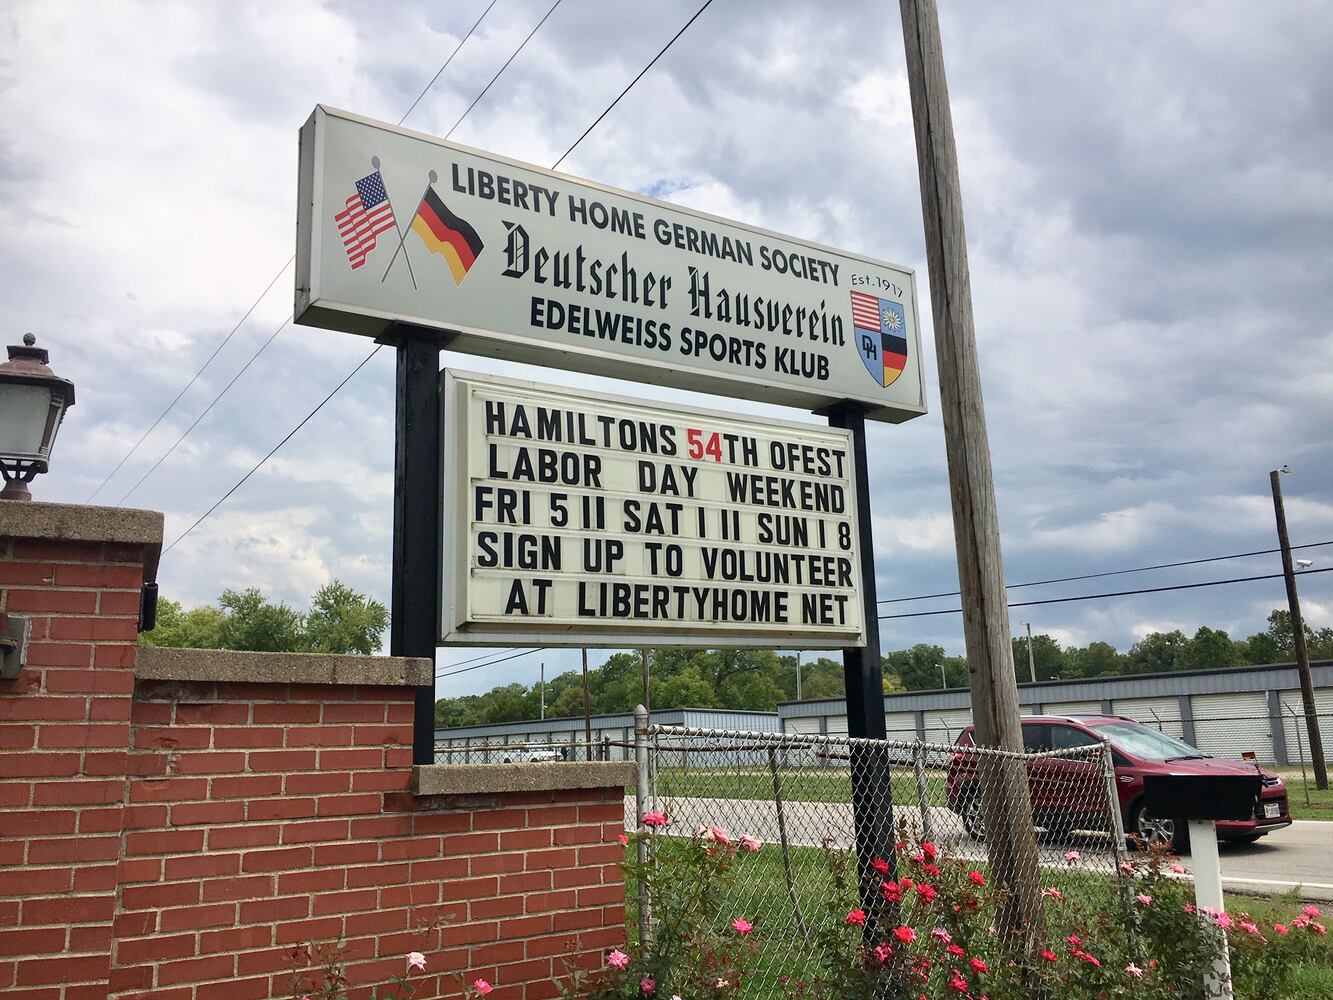 LIBERTY HOME GERMAN SOCIETY
Deutscher Hausverein
EDELWEISS SPORTS KLUB
Est. 1917
DH
HAMILTONS 54TH OFEST
LABOR DAY WEEKEND
FRI 5 11 SAT 1 11 SUN 1 8
SIGN UP TO VOLUNTEER
AT LIBERTYHOME NET